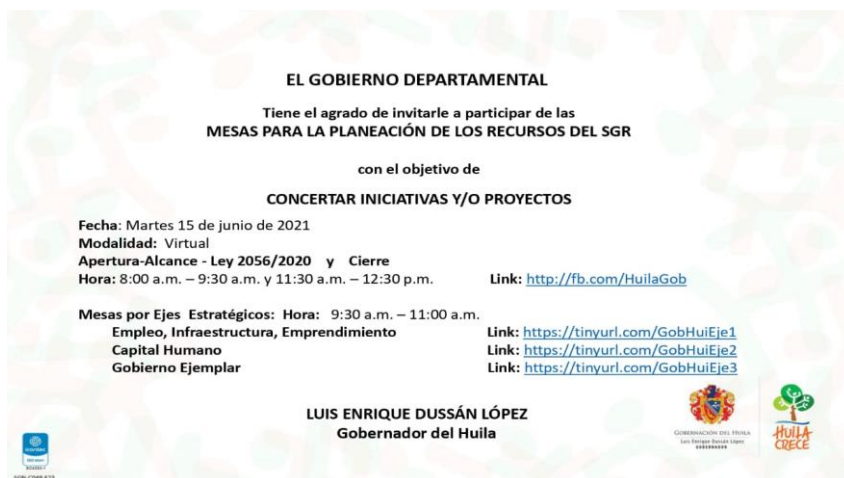 EL GOBIERNO DEPARTAMENTAL
Tiene el agrado de invitarle a participar de las
MESAS PARA LA PLANEACIÓN DE LOS RECURSOS DEL SGR
con el objetivo de
CONCERTAR INICIATIVAS Y/O PROYECTOS
Fecha: Martes 15 de junio de 2021
Modalidad: Virtual
Apertura-Alcance - Ley 2056/2020 y Cierre
Hora: 8:00 a.m. – 9:30 a.m. y 11:30 a.m. – 12:30 p.m. Link: http://fb.com/HuilaGob
Mesas por Ejes Estratégicos: Hora: 9:30 a.m. – 11:00 a.m.
Empleo, Infraestructura, Emprendimiento Link: https://tinyurl.com/GobHuiEje1
Capital Humano Link: https://tinyurl.com/GobHuiEje2
Gobierno Ejemplar Link: https://tinyurl.com/GobHuiEje3
LUIS ENRIQUE DUSSÁN LÓPEZ
Gobernador del Huila
GOBERNACIÓN DEL HUILA
Luis Enrique Dussán López
GOBERNADOR
HUILA
CRECE